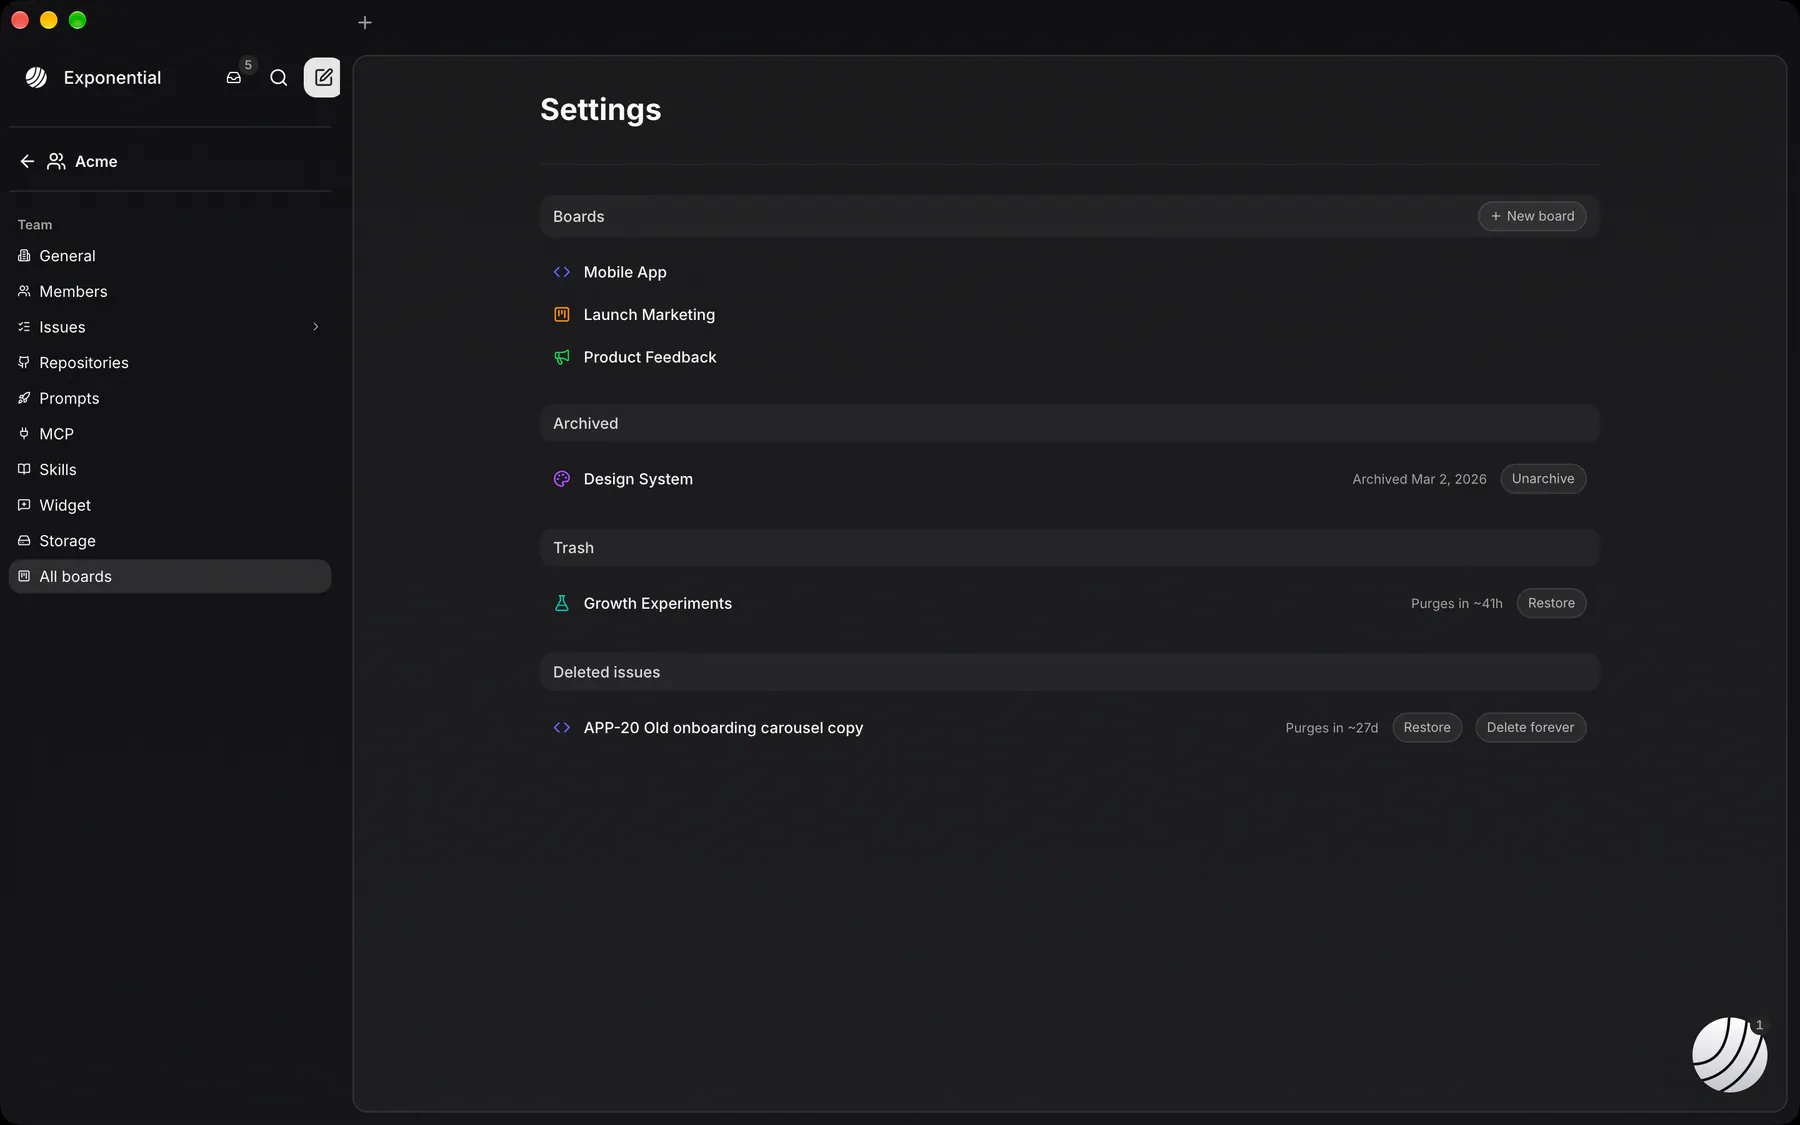 Exponential
5
Acme
Team
General
Members
Issues
Repositories
Prompts
MCP
Skills
Widget
Storage
All boards
Settings
Boards
+ New board
Mobile App
Launch Marketing
Product Feedback
Archived
Design System
Archived Mar 2, 2026
Unarchive
Trash
Growth Experiments
Purges in ~41h
Restore
Deleted issues
APP-20 Old onboarding carousel copy
Purges in ~27d
Restore
Delete forever
1